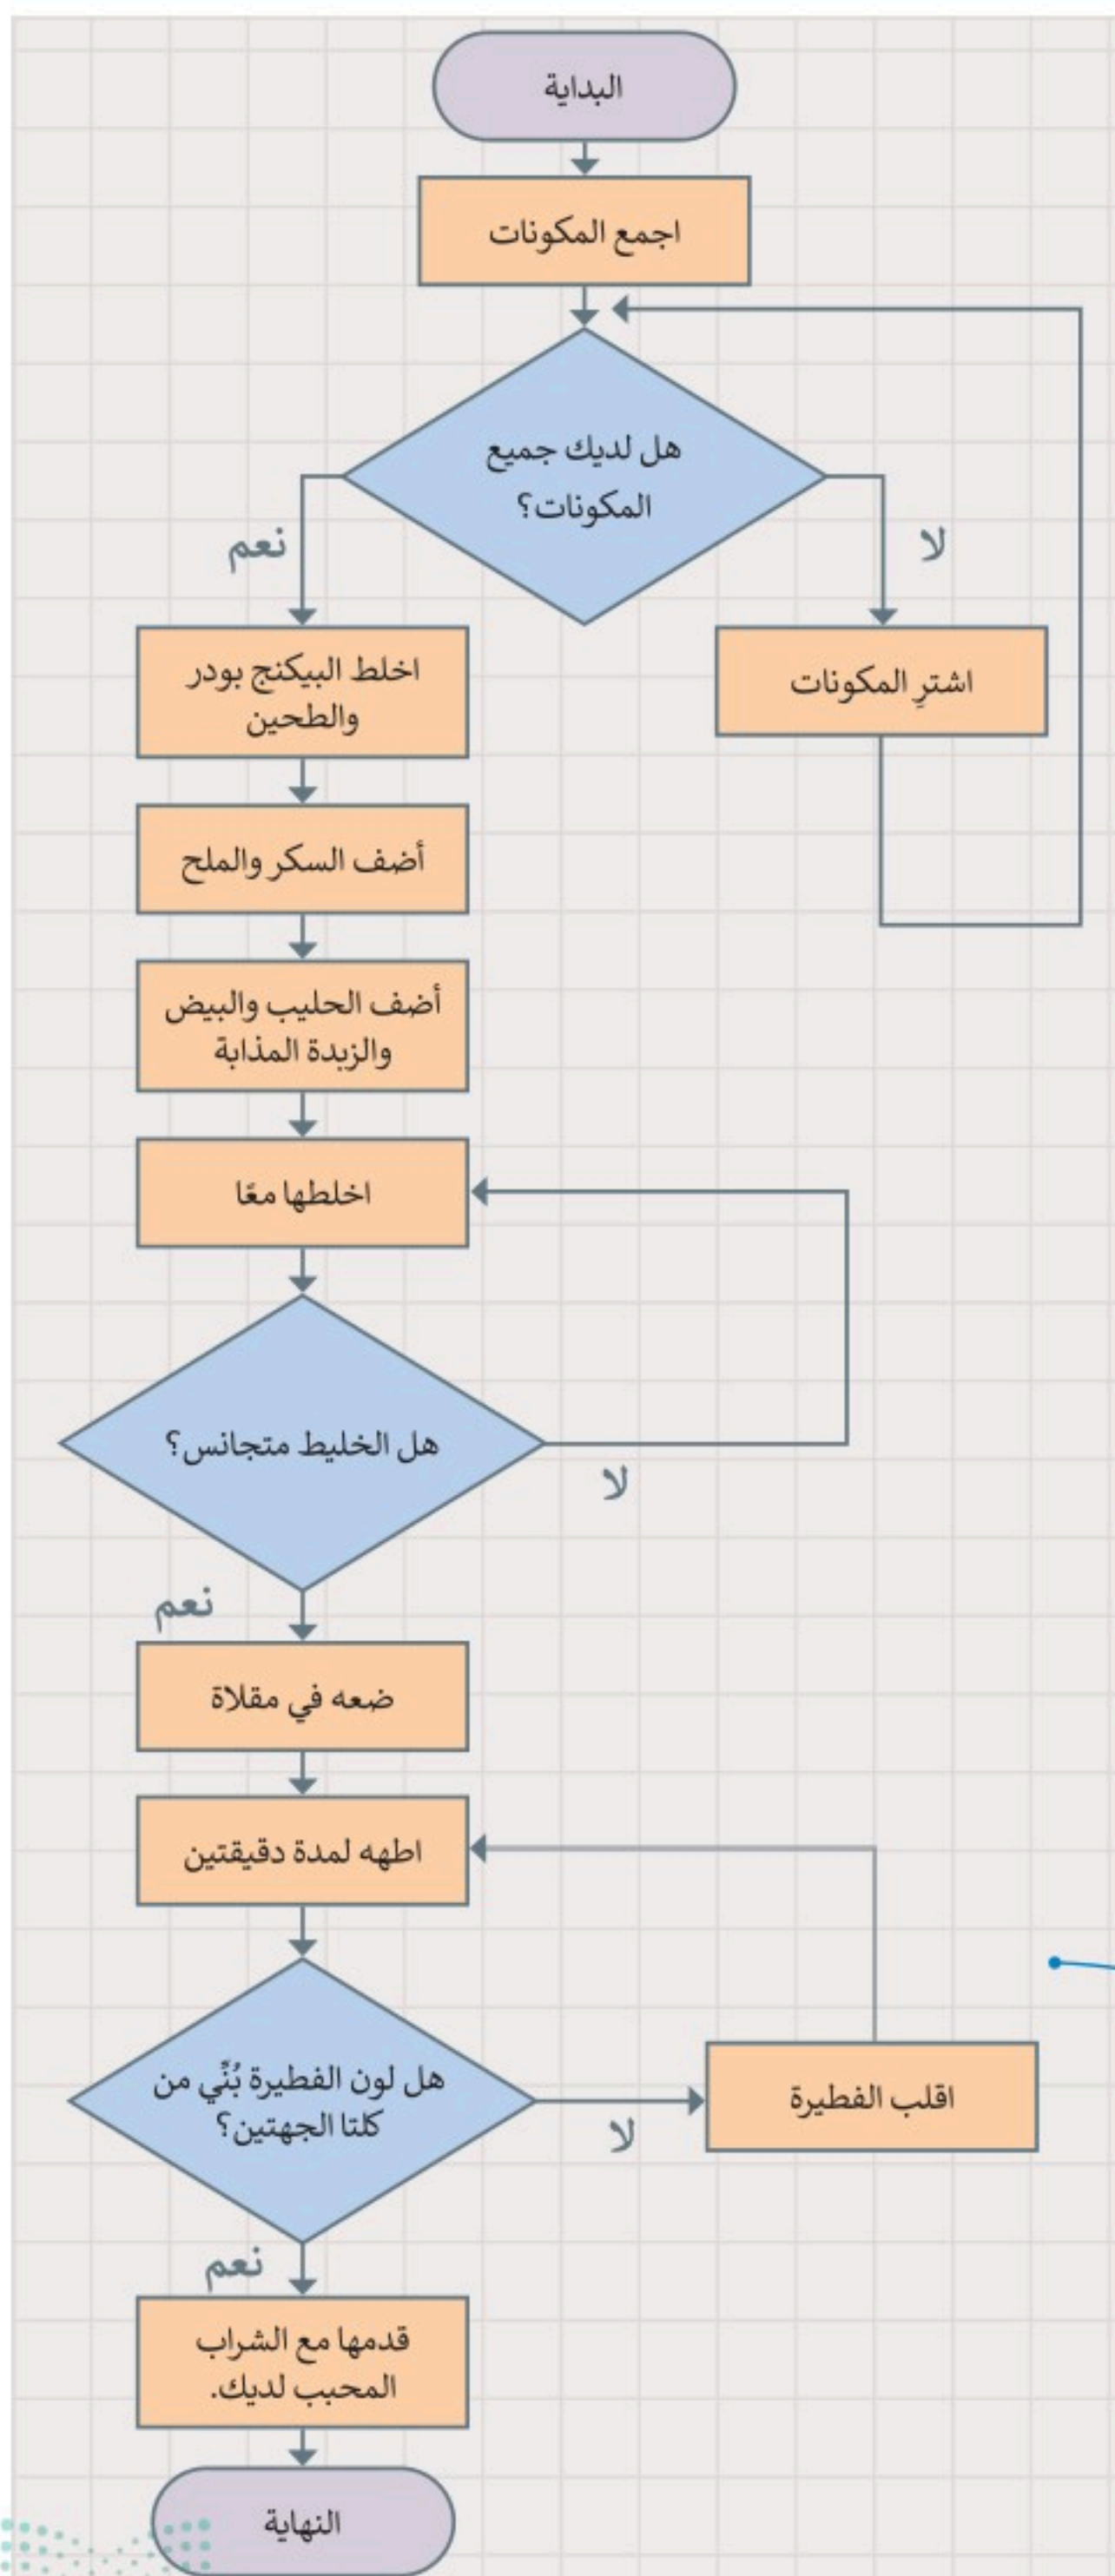 البداية
اجمع المكونات
هل لديك جميع
المكونات؟
لا
نعم
اشترِ المكونات
اخلط البيكنج بودر
والطحين
أضف السكر والملح
أضف الحليب والبيض
والزبدة المذابة
اخلطها معًا
هل الخليط متجانس؟
لا
نعم
ضعه في مقلاة
اطهه لمدة دقيقتين
هل لون الفطيرة بُنِّي من
كلتا الجهتين؟
لا
اقلب الفطيرة
نعم
قدمها مع الشراب
المحبب لديك.
النهاية